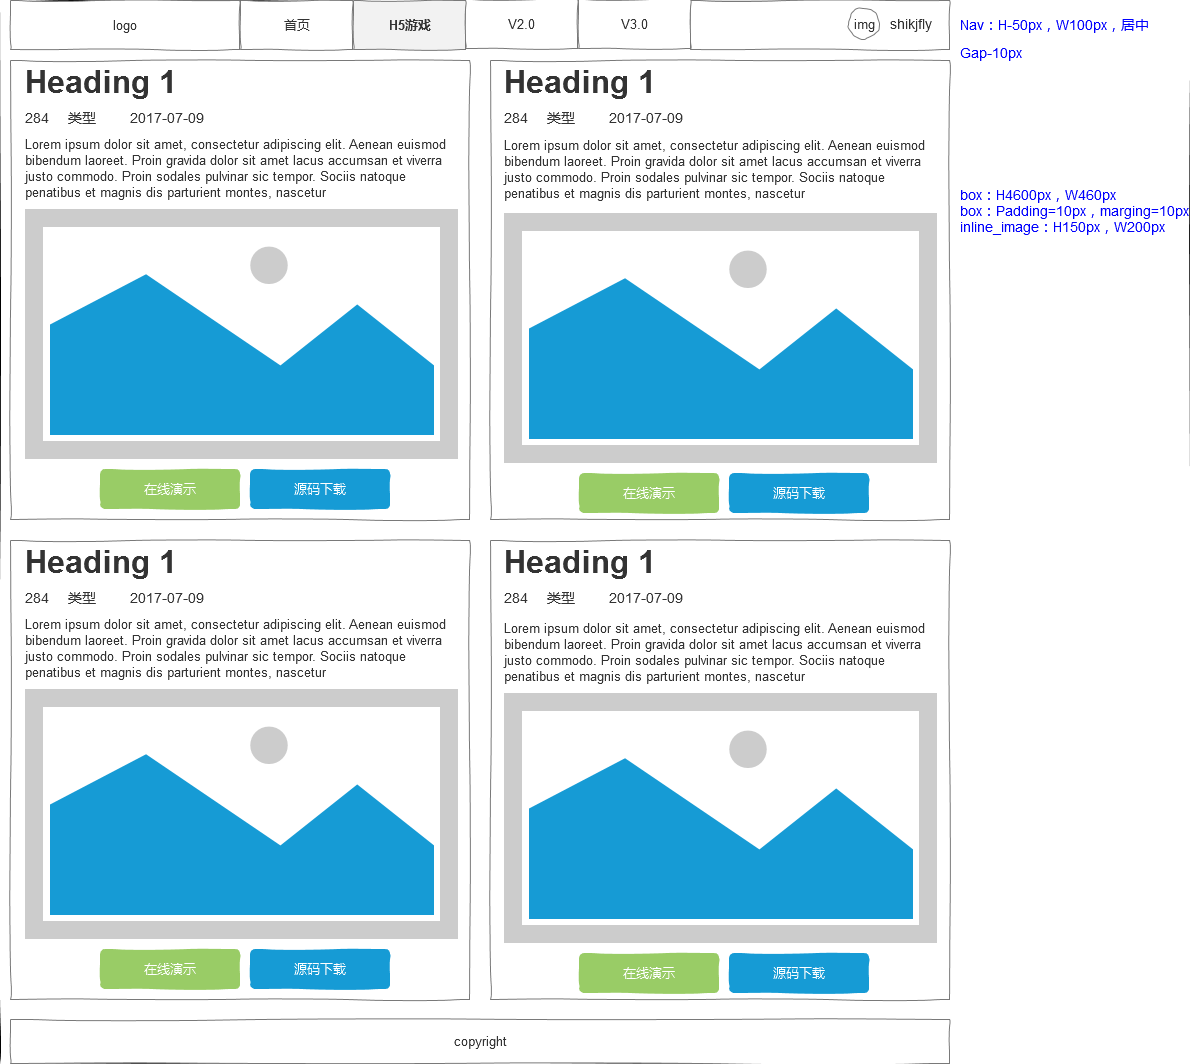 logo
首页
H5游戏
V2.0
V3.0
img
shikjfly
Nav：H-50px，W100px，居中
Gap-10px
Heading 1
284 类型 2017-07-09
Lorem ipsum dolor sit amet, consectetur adipiscing elit. Aenean euismod
bibendum laoreet. Proin gravida dolor sit amet lacus accumsan et viverra
justo commodo. Proin sodales pulvinar sic tempor. Sociis natoque
penatibus et magnis dis parturient montes, nascetur
在线演示
源码下载
Heading 1
284 类型 2017-07-09
Lorem ipsum dolor sit amet, consectetur adipiscing elit. Aenean euismod
bibendum laoreet. Proin gravida dolor sit amet lacus accumsan et viverra
justo commodo. Proin sodales pulvinar sic tempor. Sociis natoque
penatibus et magnis dis parturient montes, nascetur
在线演示
源码下载
box：H4600px，W460px
box：Padding=10px，marging=10px
inline_image：H150px，W200px
Heading 1
284 类型 2017-07-09
Lorem ipsum dolor sit amet, consectetur adipiscing elit. Aenean euismod
bibendum laoreet. Proin gravida dolor sit amet lacus accumsan et viverra
justo commodo. Proin sodales pulvinar sic tempor. Sociis natoque
penatibus et magnis dis parturient montes, nascetur
在线演示
源码下载
Heading 1
284 类型 2017-07-09
Lorem ipsum dolor sit amet, consectetur adipiscing elit. Aenean euismod
bibendum laoreet. Proin gravida dolor sit amet lacus accumsan et viverra
justo commodo. Proin sodales pulvinar sic tempor. Sociis natoque
penatibus et magnis dis parturient montes, nascetur
在线演示
源码下载
copyright